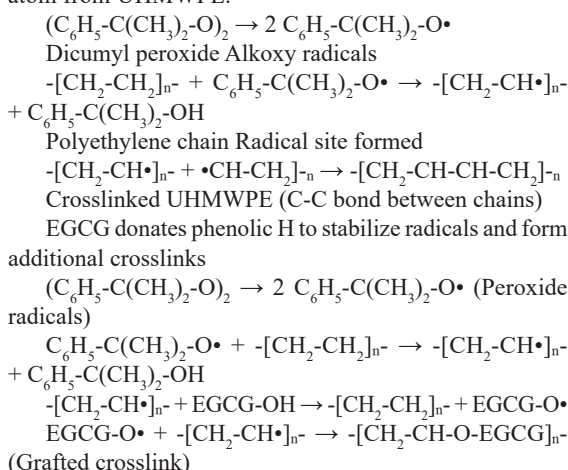 atom from UHMWPE.
(C₆H₅-C(CH₃)₂-O)₂ → 2 C₆H₅-C(CH₃)₂-O•
Dicumyl peroxide Alkoxy radicals
-[CH₂-CH₂]ₙ- + C₆H₅-C(CH₃)₂-O• → -[CH₂-CH•]ₙ-
+ C₆H₅-C(CH₃)₂-OH
Polyethylene chain Radical site formed
-[CH₂-CH•]ₙ- + •CH-CH₂]-ₙ → -[CH₂-CH-CH-CH₂]-ₙ
Crosslinked UHMWPE (C-C bond between chains)
EGCG donates phenolic H to stabilize radicals and form
additional crosslinks
(C₆H₅-C(CH₃)₂-O)₂ → 2 C₆H₅-C(CH₃)₂-O• (Peroxide
radicals)
C₆H₅-C(CH₃)₂-O• + -[CH₂-CH₂]ₙ- → -[CH₂-CH•]ₙ-
+ C₆H₅-C(CH₃)₂-OH
-[CH₂-CH•]ₙ- + EGCG-OH → -[CH₂-CH₂]ₙ- + EGCG-O•
EGCG-O• + -[CH₂-CH•]ₙ- → -[CH₂-CH-O-EGCG]ₙ-
(Grafted crosslink)